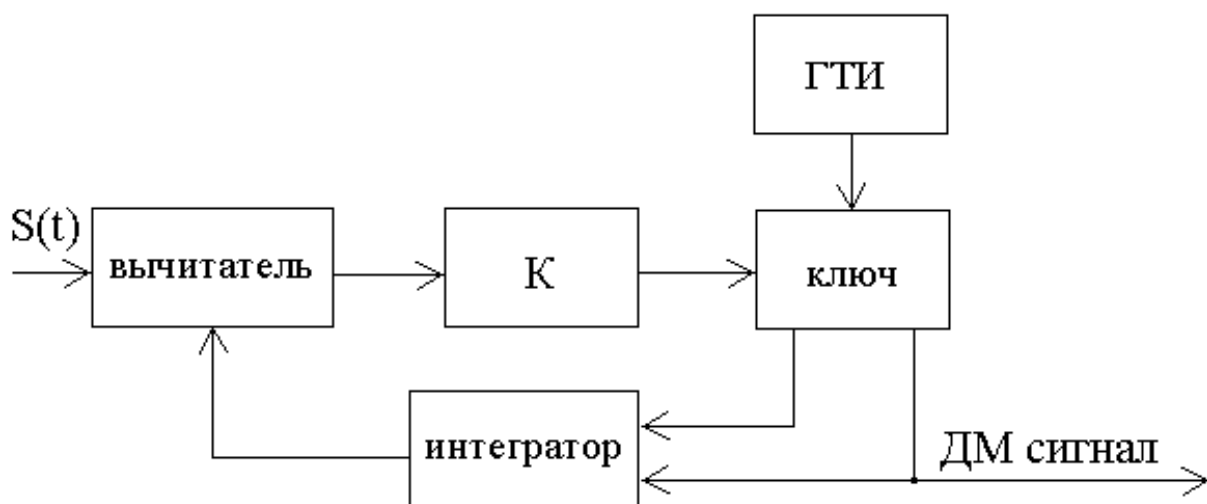 ГТИ
S(t)
вычитатель
К
ключ
интегратор
ДМ сигнал